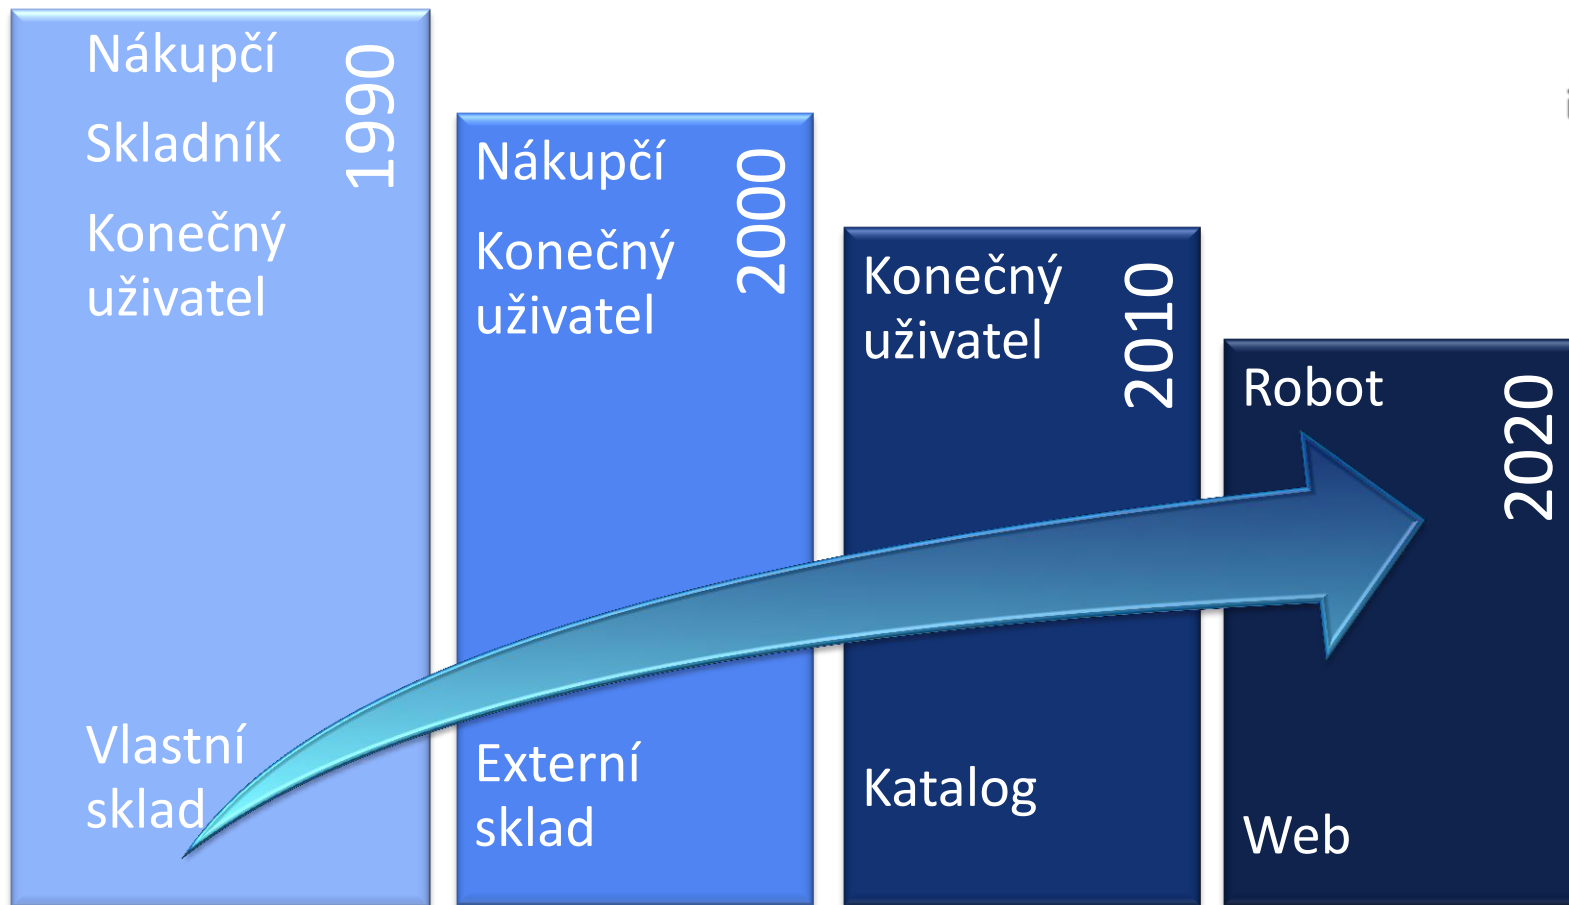 Nákupčí
Skladník
Konečný
uživatel
1990
Vlastní
sklad
Nákupčí
Konečný
uživatel
2000
Externí
sklad
Konečný
uživatel
2010
Katalog
Robot
2020
Web